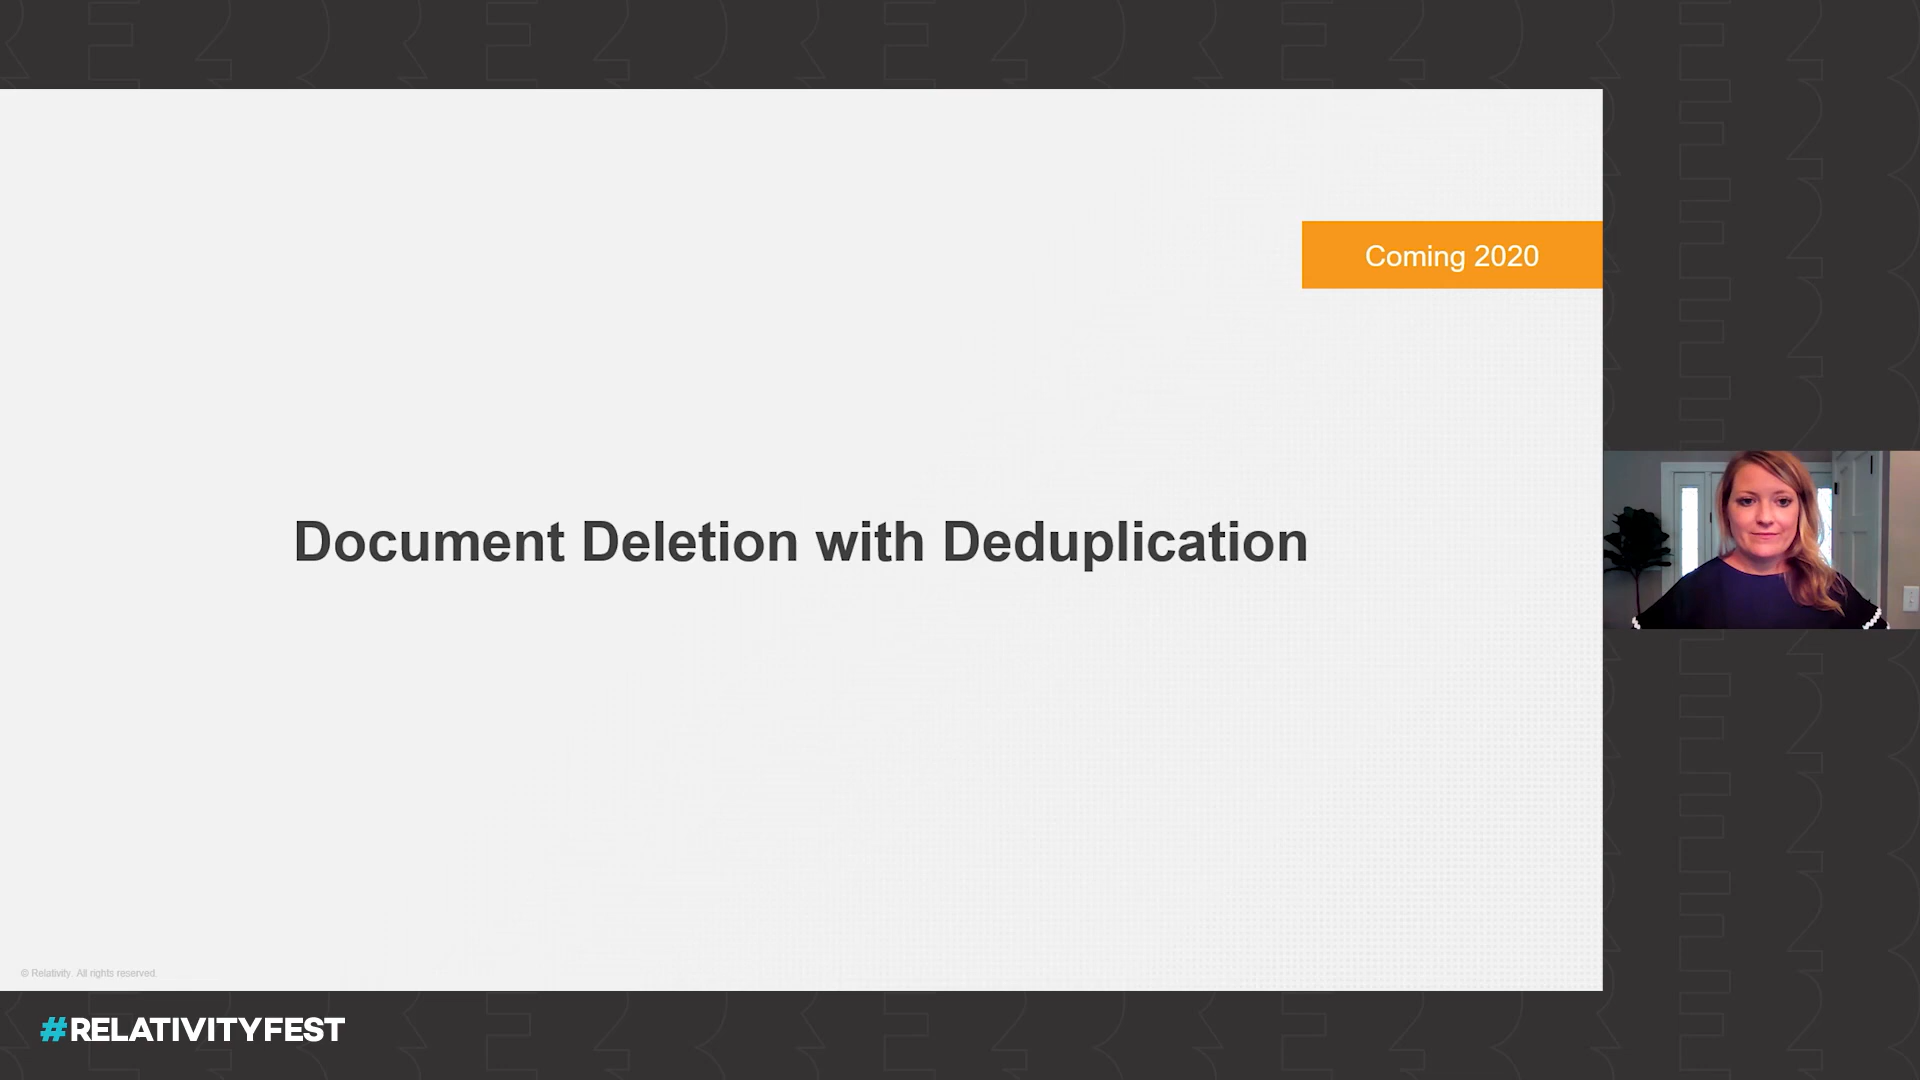 Coming 2020
Document Deletion with Deduplication
© Relativity. All rights reserved.
#RELATIVITYFEST